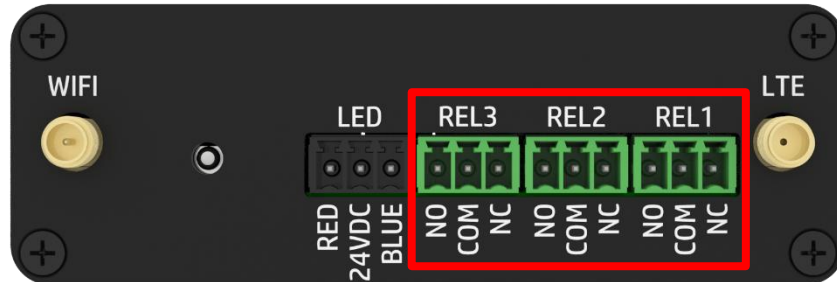 WIFI
LTE
LED REL3 REL2 REL1
RED 24VDC BLUE NO COM NC NO COM NC NO COM NC